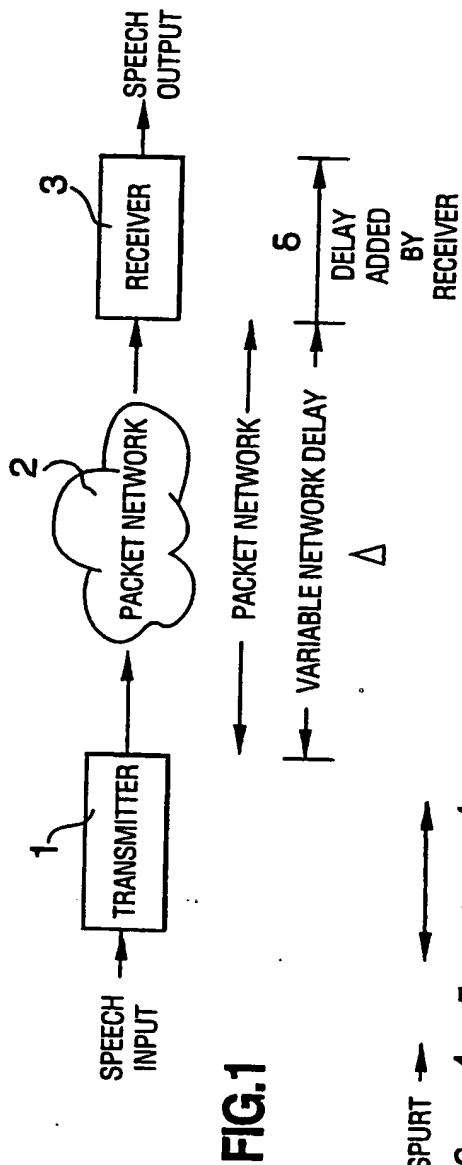 1
2
3
SPEECH
INPUT
TRANSMITTER
PACKET NETWORK
RECEIVER
SPEECH
OUTPUT
PACKET NETWORK
VARIABLE NETWORK DELAY
Δ
δ
DELAY
ADDED
BY
RECEIVER
FIG.1
SPURT